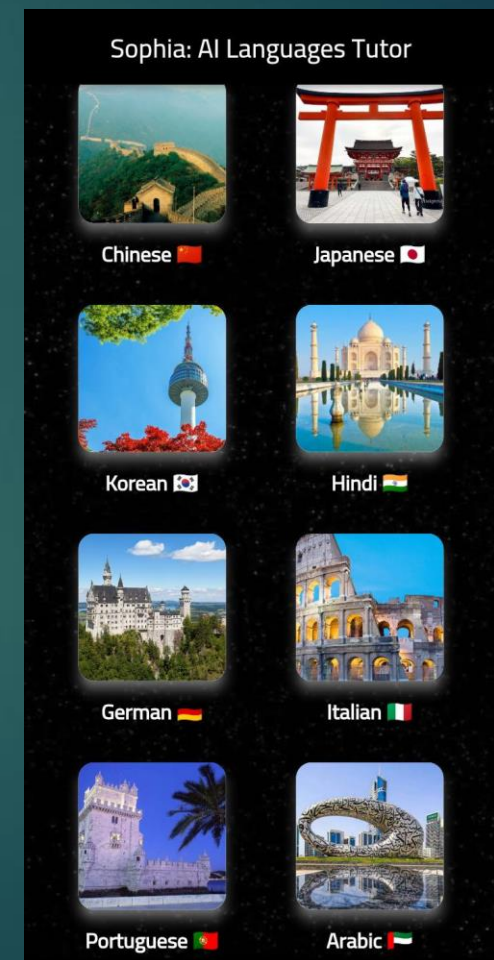 Sophia: AI Languages Tutor
Chinese 🇨🇳
Japanese 🇯🇵
Korean 🇰🇷
Hindi 🇮🇳
German 🇩🇪
Italian 🇮🇹
Portuguese 🇵🇹
Arabic 🇦🇪